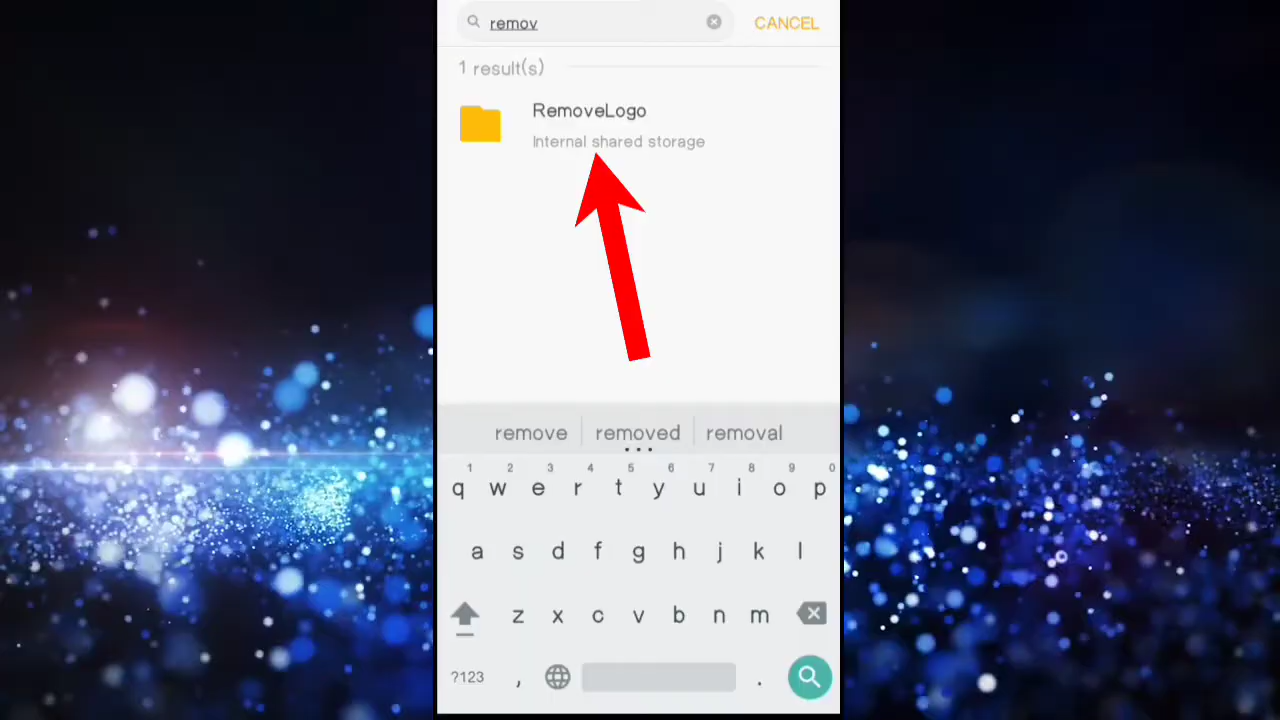 remov
CANCEL
1 result(s)
RemoveLogo
Internal shared storage
remove removed removal
1 2 3 4 5 6 7 8 9 0
q w e r t y u i o p
a s d f g h j k l
z x c v b n m
?123 , .